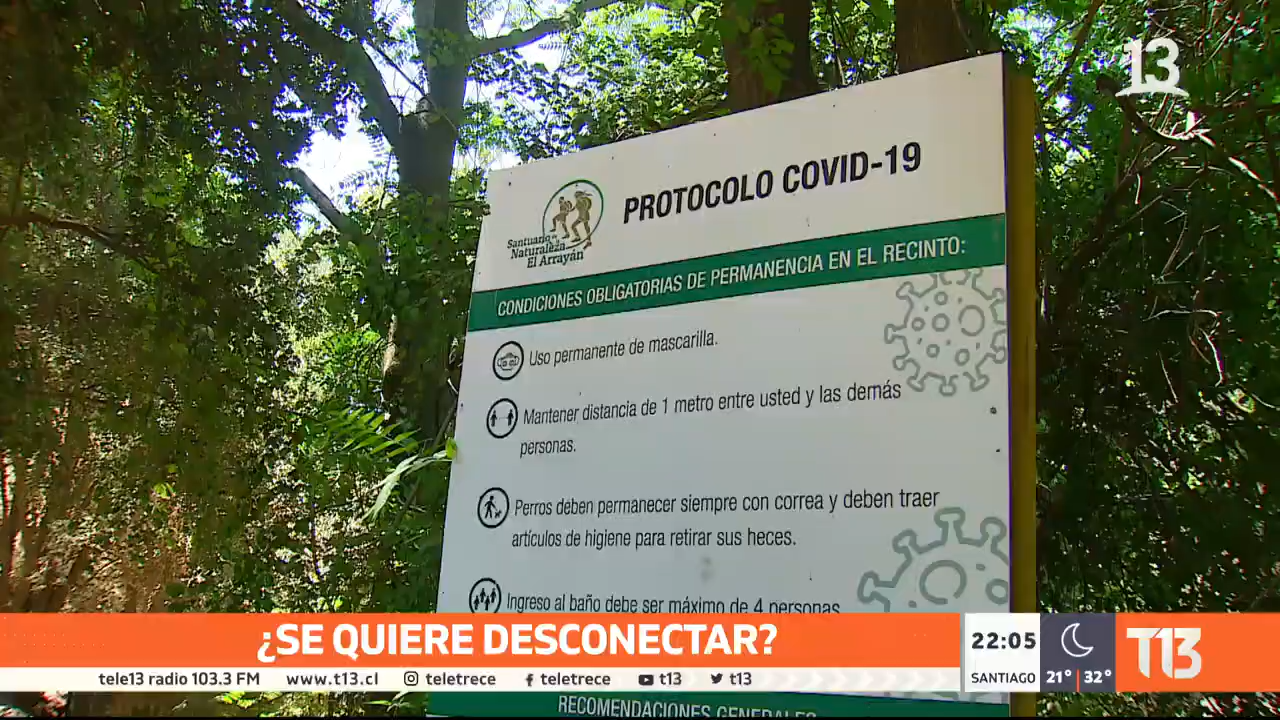 13
PROTOCOLO COVID-19
Santuario
de la
Naturaleza
El Arrayán
CONDICIONES OBLIGATORIAS DE PERMANENCIA EN EL RECINTO:
Uso permanente de mascarilla.
Mantener distancia de 1 metro entre usted y las demás
personas.
Perros deben permanecer siempre con correa y deben traer
artículos de higiene para retirar sus heces.
Ingreso al baño debe ser máximo de 4 personas
¿SE QUIERE DESCONECTAR?
22:05
T13
tele13 radio 103.3 FM www.t13.cl teletrece teletrece t13 t13
SANTIAGO 21° 32°
RECOMENDACIONES GENERALES